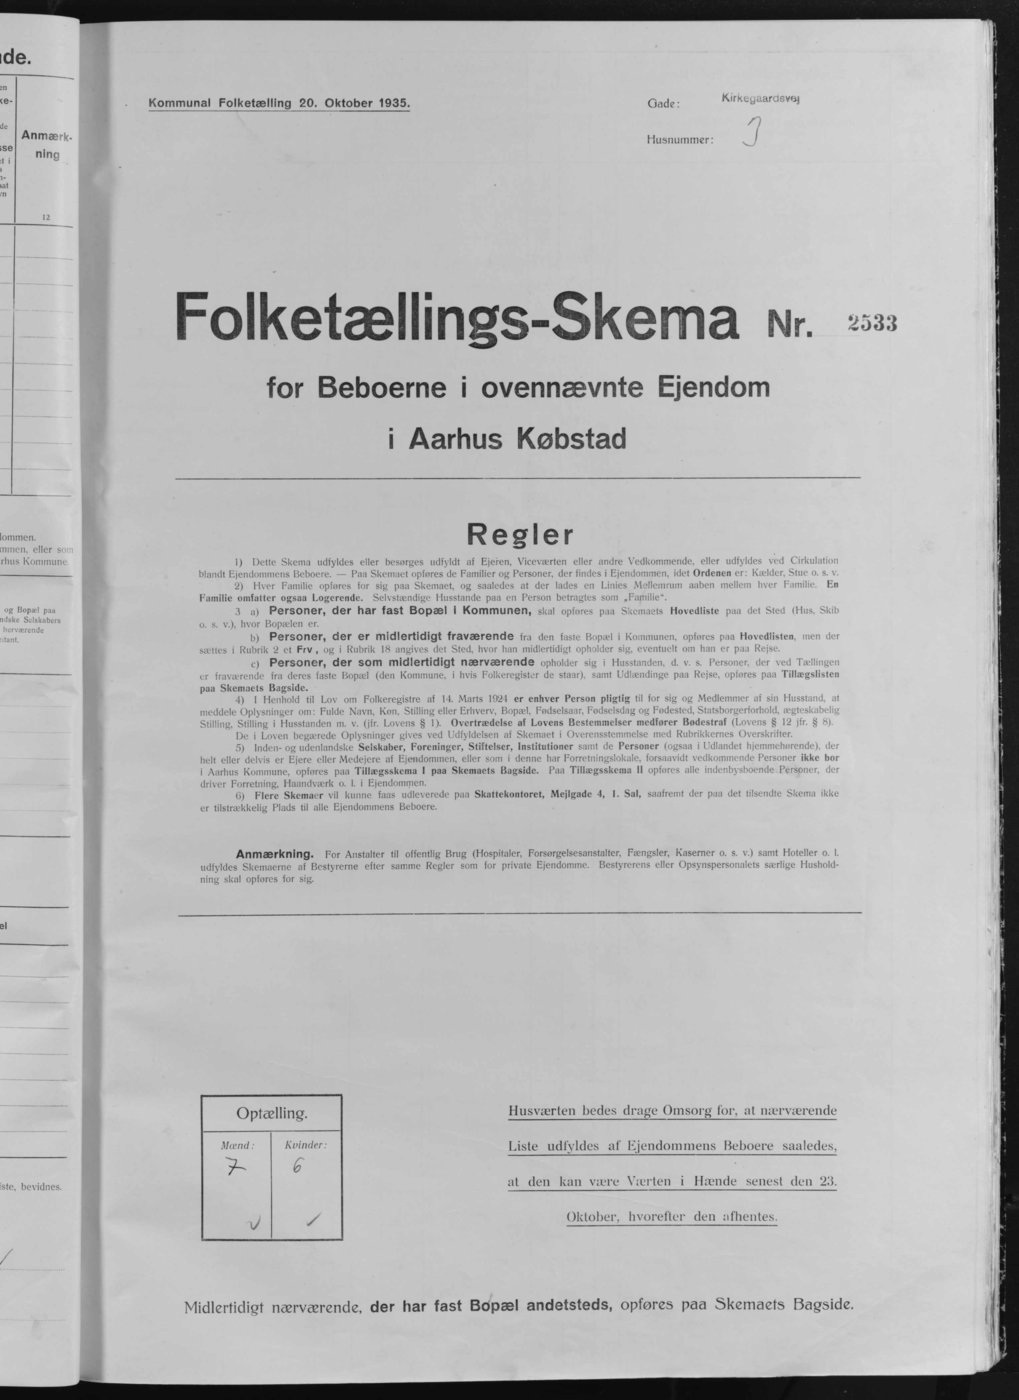 de.
Anmærk-
ning
12
lommen.
mmen, eller som
rhus Kommune.
og Bopæl paa
ndske Selskabers
herværende
iste, bevidnes.
Kommunal Folketælling 20. Oktober 1935.
Gade: Kirkegaardsvej
Husnummer:
Folketællings-Skema Nr. 2533
for Beboerne i ovennævnte Ejendom
i Aarhus Købstad
Regler
1) Dette Skema udfyldes eller besørges udfyldt af Ejeren, Viceværten eller andre Vedkommende, eller udfyldes ved Cirkulation
blandt Ejendommens Beboere. — Paa Skemaet opføres de Familier og Personer, der findes i Ejendommen, idet Ordenen er: Kælder, Stue o. s. v.
2) Hver Familie opføres for sig paa Skemaet, og saaledes at der lades en Linies Mellemrum aaben mellem hver Familie. En
Familie omfatter ogsaa Logerende. Selvstændige Husstande paa en Person betragtes som „Familie“.
3 a) Personer, der har fast Bopæl i Kommunen, skal opføres paa Skemaets Hovedliste paa det Sted (Hus, Skib
o. s. v.), hvor Bopælen er.
b) Personer, der er midlertidigt fraværende fra den faste Bopæl i Kommunen, opføres paa Hovedlisten, men der
sættes i Rubrik 2 et Frv., og i Rubrik 18 angives det Sted, hvor han midlertidigt opholder sig, eventuelt om han er paa Rejse.
c) Personer, der som midlertidigt nærværende opholder sig i Husstanden, d. v. s. Personer, der ved Tællingen
er fraværende fra deres faste Bopæl (den Kommune, i hvis Folkeregister de staar), samt Udlændinge paa Rejse, opføres paa Tillægslisten
paa Skemaets Bagside.
4) I Henhold til Lov om Folkeregistre af 14. Marts 1924 er enhver Person pligtig til for sig og Medlemmer af sin Husstand, at
meddele Oplysninger om: Fulde Navn, Køn, Stilling eller Erhverv, Bopæl, Fødselsaar, Fødselsdag og Fødested, Statsborgerforhold, ægteskabelig
Stilling, Stilling i Husstanden m. v. (jfr. Lovens § 1). Overtrædelse af Lovens Bestemmelser medfører Bødestraf (Lovens § 12 jfr. § 8).
De i Loven begærede Oplysninger gives ved Udfyldelsen af Skemaet i Overensstemmelse med Rubrikkernes Overskrifter.
5) Inden- og udenlandske Selskaber, Foreninger, Stiftelser, Institutioner samt de Personer (ogsaa i Udlandet hjemmehørende), der
helt eller delvis er Ejere eller Medejere af Ejendommen, eller som i denne har Forretningslokale, forsaavidt vedkommende Personer ikke bor
i Aarhus Kommune, opføres paa Tillægsskema I paa Skemaets Bagside. Paa Tillægsskema II opføres alle indenbysboende Personer, der
driver Forretning, Haandværk o. l. i Ejendommen.
6) Flere Skemaer vil kunne faas udleverede paa Skattekontoret, Mejlgade 4, 1. Sal, saafremt der paa det tilsendte Skema ikke
er tilstrækkelig Plads til alle Ejendommens Beboere.
Anmærkning. For Anstalter til offentlig Brug (Hospitaler, Forsørgelsesanstalter, Fængsler, Kaserner o. s. v.) samt Hoteller o. l.
udfyldes Skemaerne af Bestyrerne efter samme Regler som for private Ejendomme. Bestyrerens eller Opsynspersonalets særlige Hushold-
ning skal opføres for sig.
Optælling.
Mænd: Kvinder:
7 6
Husværten bedes drage Omsorg for, at nærværende
Liste udfyldes af Ejendommens Beboere saaledes,
at den kan være Værten i Hænde senest den 23.
Oktober, hvorefter den afhentes.
Midlertidigt nærværende, der har fast Bopæl andetsteds, opføres paa Skemaets Bagside.